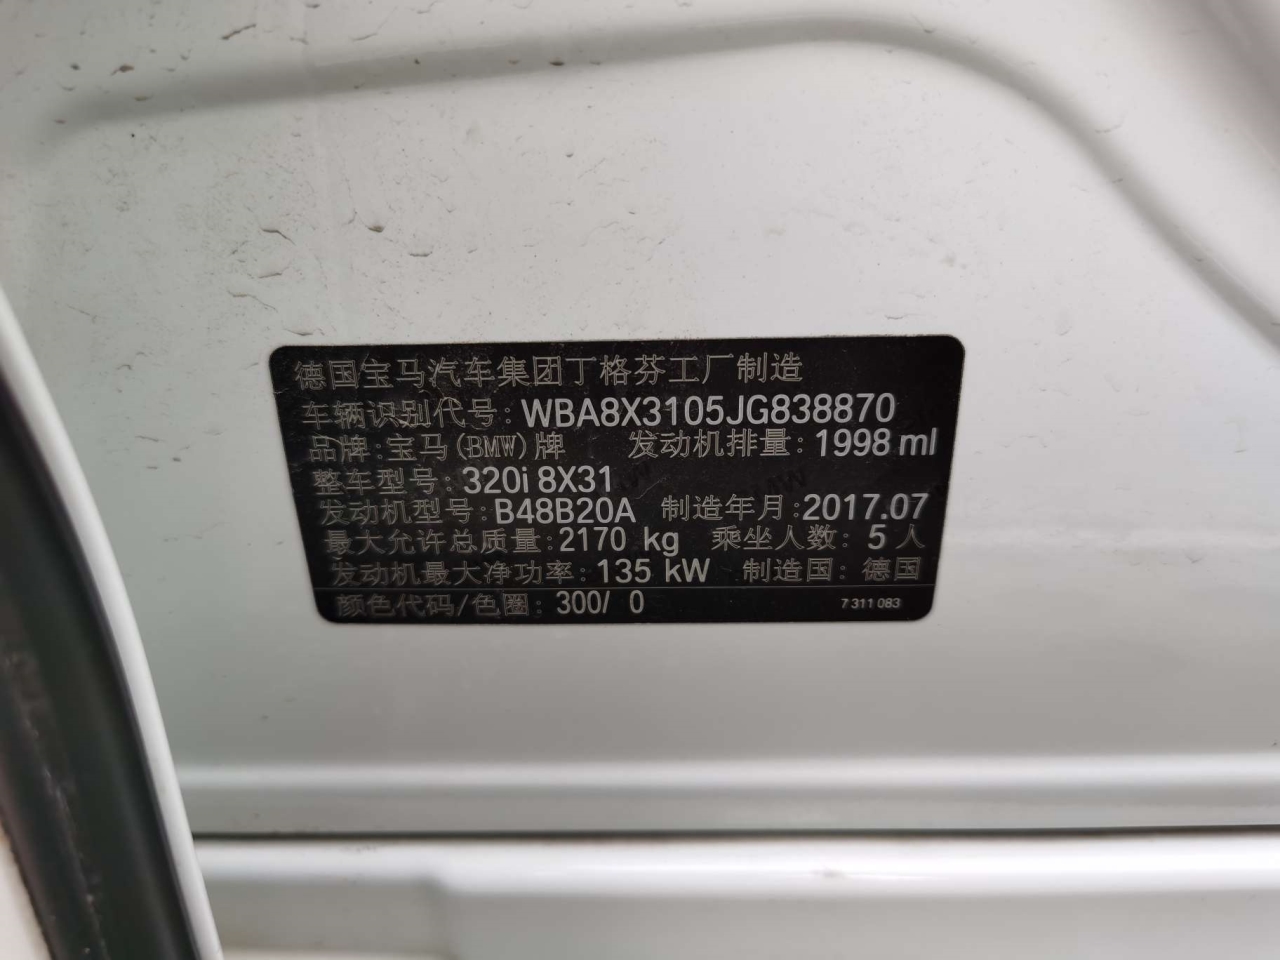 德国宝马汽车集团丁格芬工厂制造
车辆识别代号: WBA8X3105JG838870
品牌: 宝马(BMW)牌 发动机排量: 1998 ml
整车型号: 320i 8X31
发动机型号: B48B20A 制造年月: 2017.07
最大允许总质量: 2170 kg 乘坐人数: 5 人
发动机最大净功率: 135 kW 制造国: 德国
颜色代码/色圈: 300/ 0 7 311 083